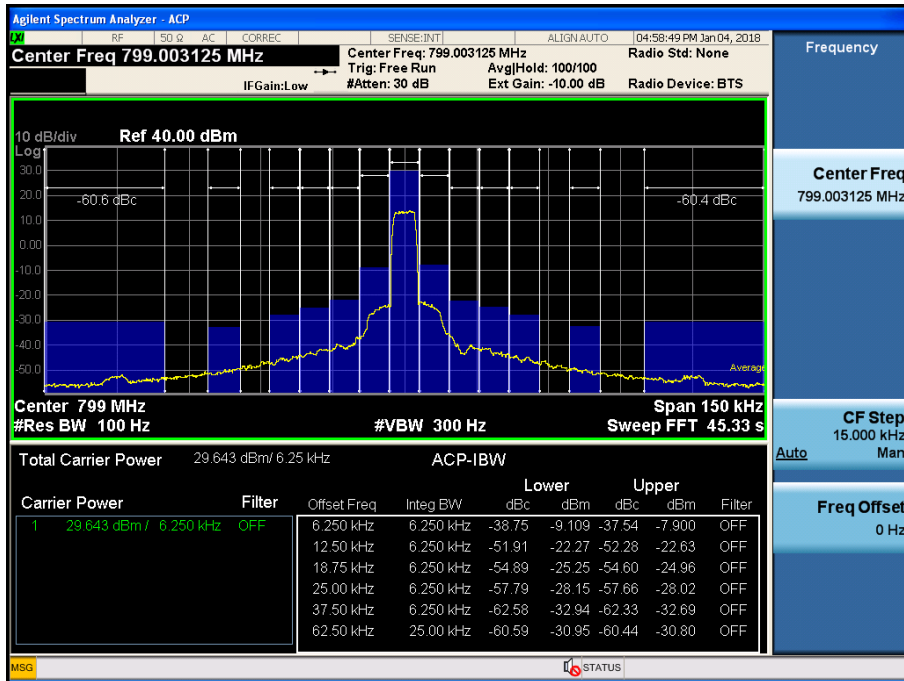 Agilent Spectrum Analyzer - ACP
LXI RF 50 Ω AC CORREC SENSE:INT ALIGN AUTO 04:58:49 PM Jan 04, 2018
Center Freq 799.003125 MHz
Center Freq: 799.003125 MHz Radio Std: None
Trig: Free Run Avg|Hold: 100/100
IFGain:Low #Atten: 30 dB Ext Gain: -10.00 dB Radio Device: BTS
10 dB/div Ref 40.00 dBm
Log
30.0
20.0
-60.6 dBc -60.4 dBc
10.0
0.00
-10.0
-20.0
-30.0
-40.0
-50.0
Average
Center 799 MHz Span 150 kHz
#Res BW 100 Hz #VBW 300 Hz Sweep FFT 45.33 s
Total Carrier Power 29.643 dBm/ 6.25 kHz ACP-IBW
Lower Upper
Carrier Power Filter Offset Freq Integ BW dBc dBm dBc dBm Filter
1 29.643 dBm / 6.250 kHz OFF 6.250 kHz 6.250 kHz -38.75 -9.109 -37.54 -7.900 OFF
12.50 kHz 6.250 kHz -51.91 -22.27 -52.28 -22.63 OFF
18.75 kHz 6.250 kHz -54.89 -25.25 -54.60 -24.96 OFF
25.00 kHz 6.250 kHz -57.79 -28.15 -57.66 -28.02 OFF
37.50 kHz 6.250 kHz -62.58 -32.94 -62.33 -32.69 OFF
62.50 kHz 25.00 kHz -60.59 -30.95 -60.44 -30.80 OFF
MSG STATUS
Frequency
Center Freq
799.003125 MHz
CF Step
15.000 kHz
Auto Man
Freq Offset
0 Hz